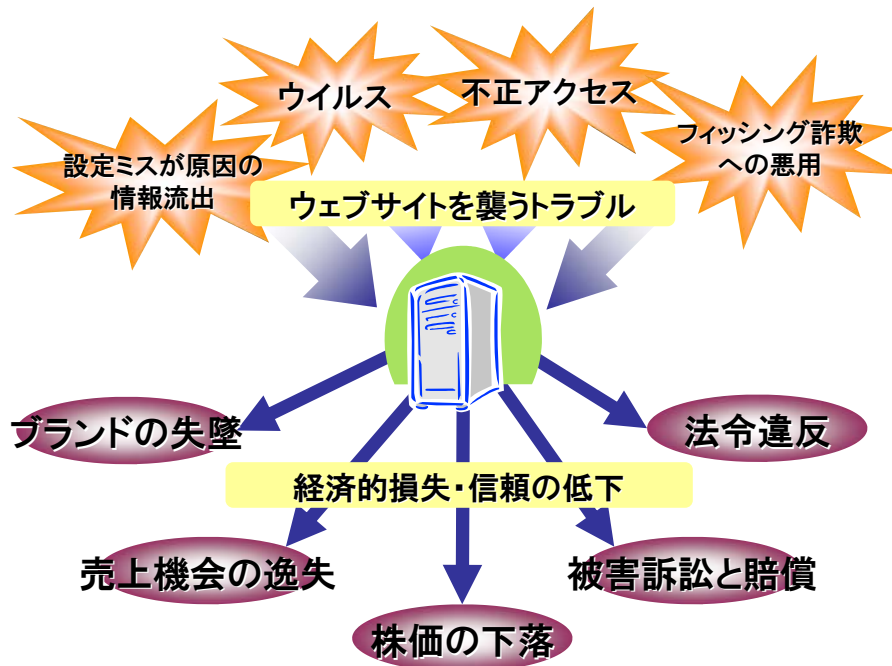 ウイルス
不正アクセス
設定ミスが原因の
情報流出
フィッシング詐欺
への悪用
ウェブサイトを襲うトラブル
ブランドの失墜
法令違反
経済的損失・信頼の低下
売上機会の逸失
被害訴訟と賠償
株価の下落